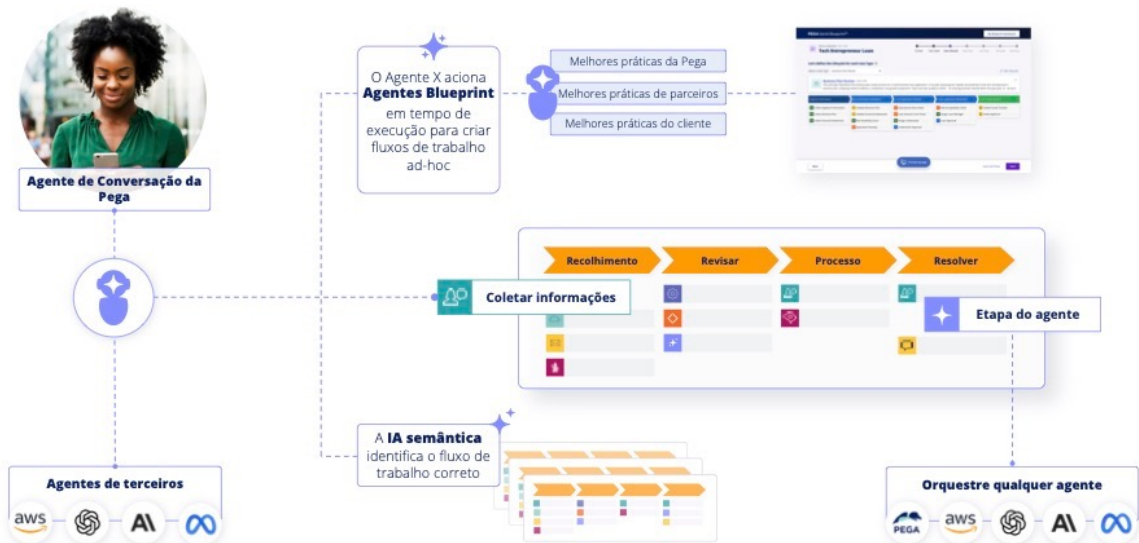 Agente de Conversação da
Pega
O Agente X aciona
Agentes Blueprint
em tempo de
execução para criar
fluxos de trabalho
ad-hoc
Melhores práticas da Pega
Melhores práticas de parceiros
Melhores práticas do cliente
Tech Entrepreneur Loan
Recolhimento
Revisar
Processo
Resolver
Coletar informações
Etapa do agente
A IA semântica
identifica o fluxo de
trabalho correto
Agentes de terceiros
aws
Orquestre qualquer agente
PEGA
aws